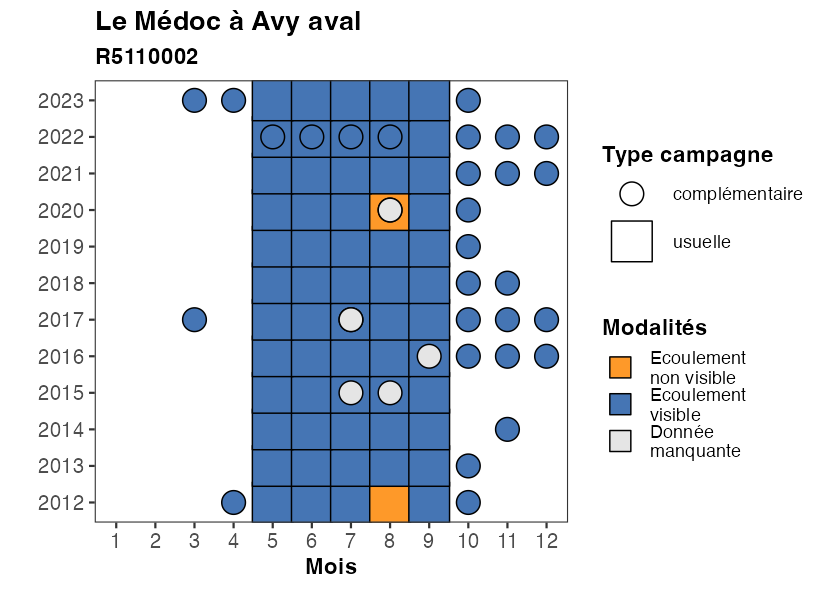 Le Médoc à Avy aval
R5110002
2023
2022
2021
2020
2019
2018
2017
2016
2015
2014
2013
2012
1 2 3 4 5 6 7 8 9 10 11 12
Mois
Type campagne
complémentaire
usuelle
Modalités
Ecoulement
non visible
Ecoulement
visible
Donnée
manquante